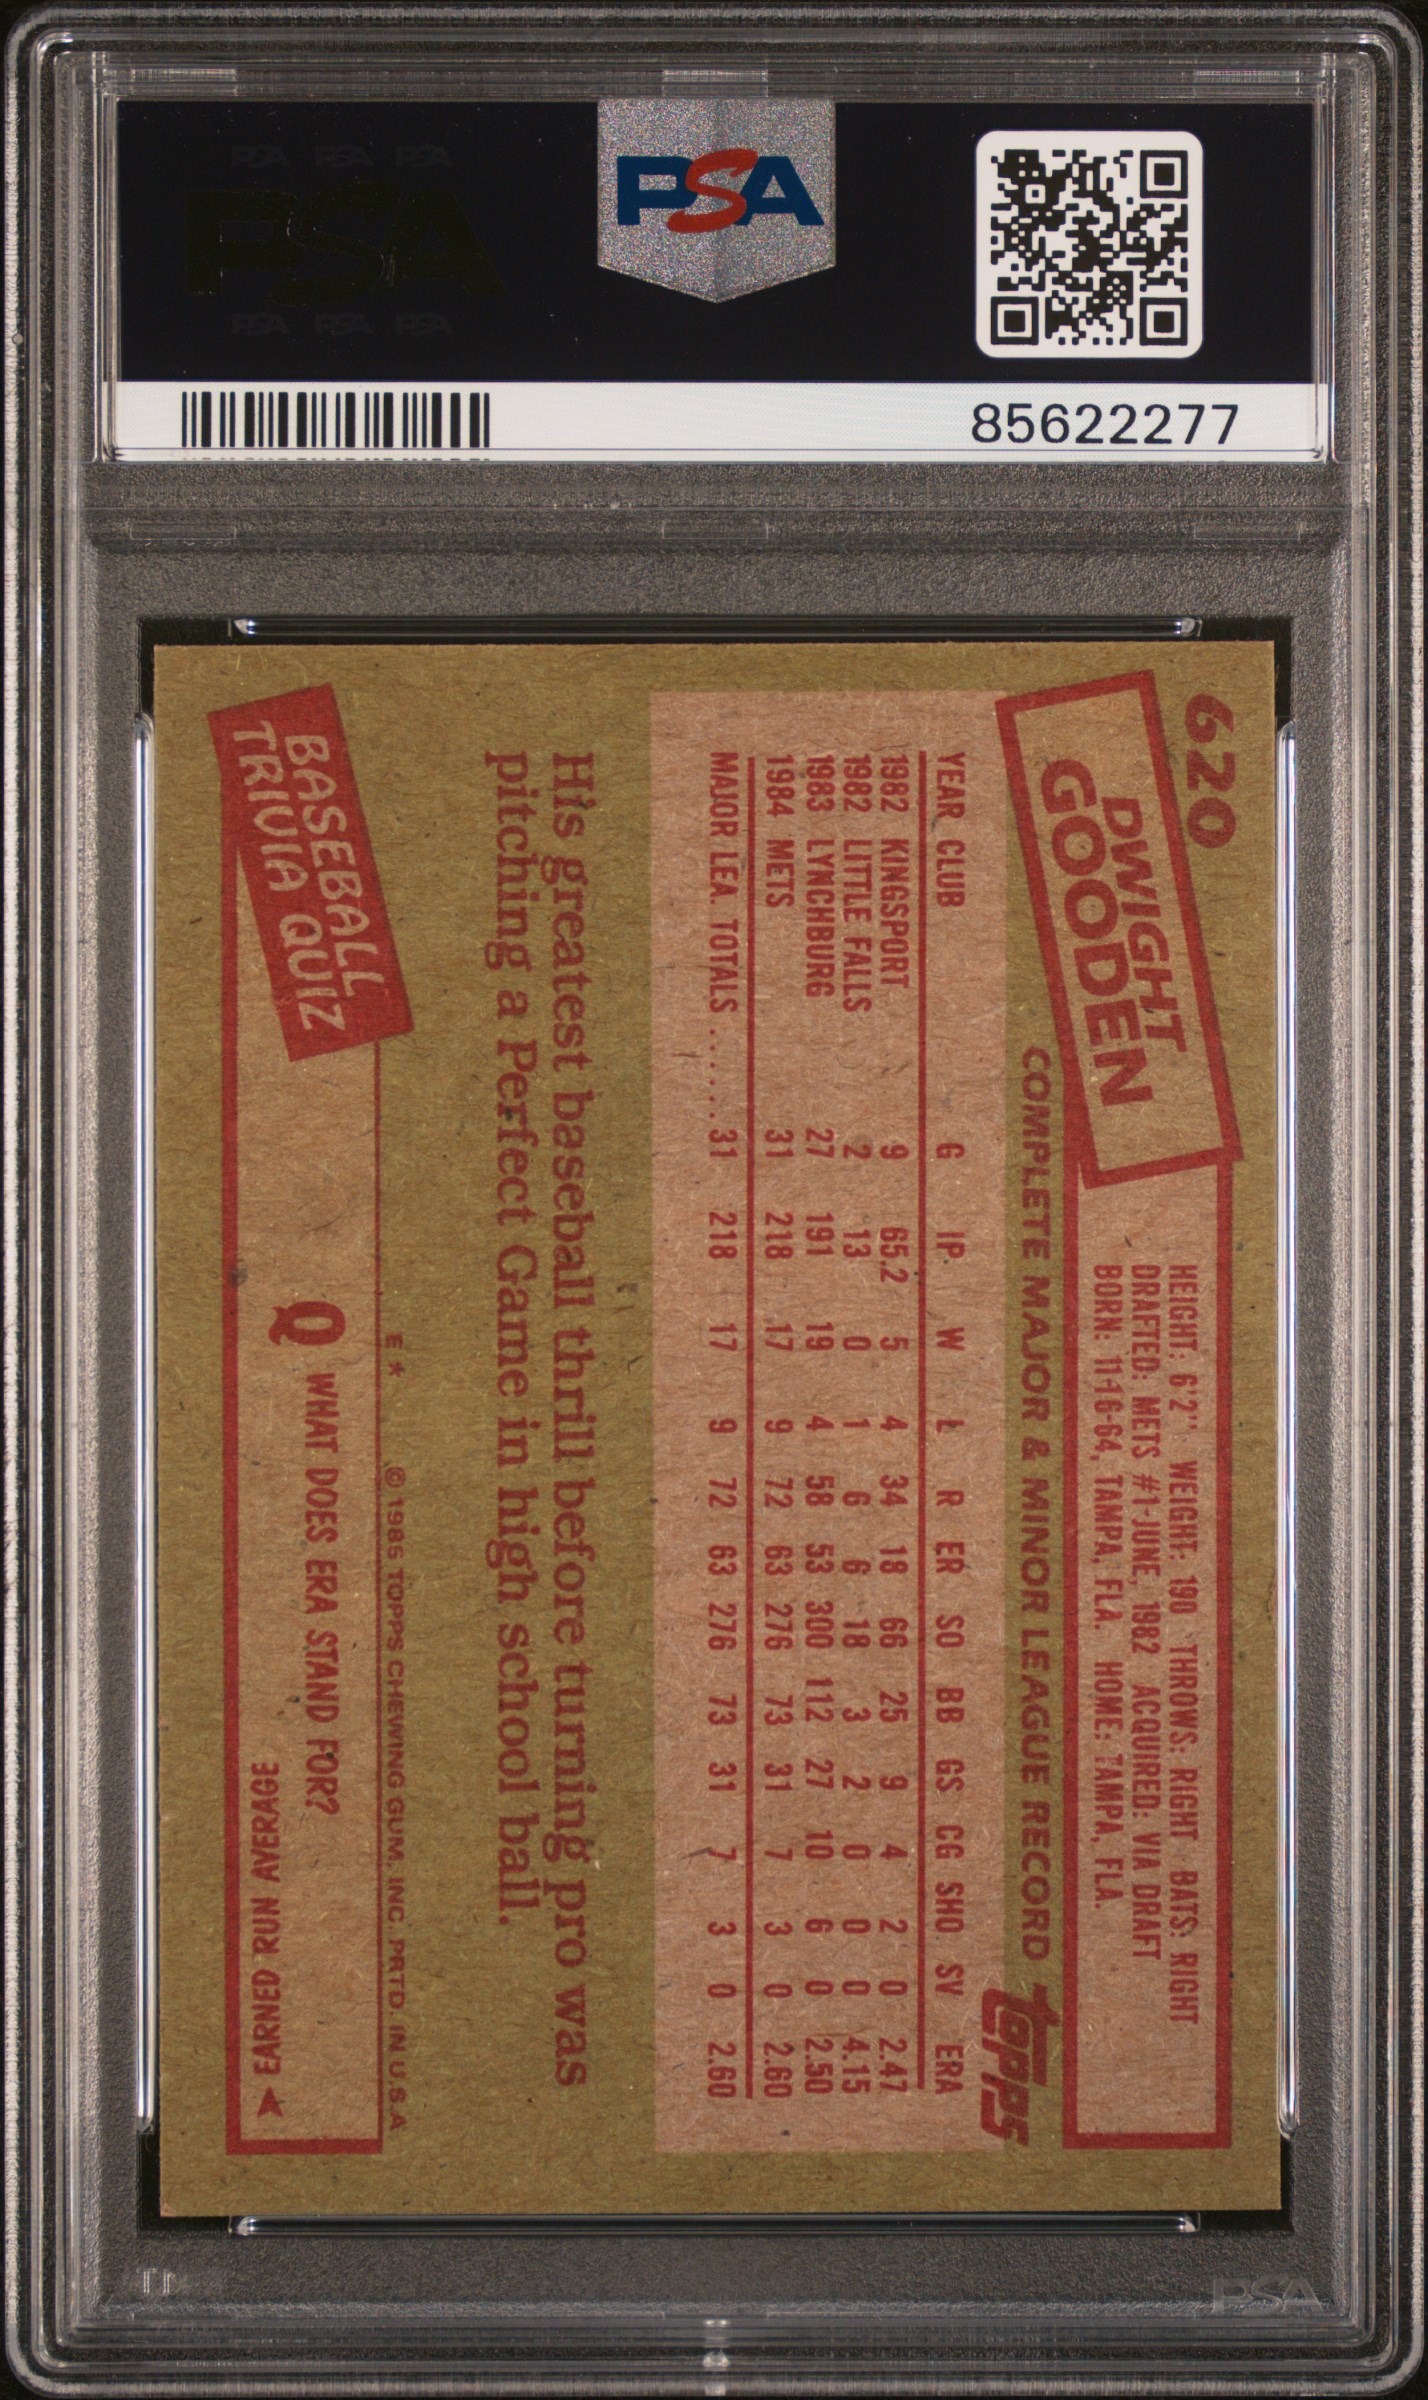 PSA PSA PSA
PSA
PSA PSA PSA
PSA
85622277
620
DWIGHT
GOODEN
HEIGHT: 6'2" WEIGHT: 190 THROWS: RIGHT BATS: RIGHT
DRAFTED: METS #1-JUNE, 1982 ACQUIRED: VIA DRAFT
BORN: 11-16-64, TAMPA, FLA. HOME: TAMPA, FLA.
COMPLETE MAJOR & MINOR LEAGUE RECORD
Topps
YEAR CLUB G IP W L R ER SO BB GS CG SHO SV ERA
1982 KINGSPORT 9 65.2 5 4 34 18 66 25 9 4 2 0 2.47
1982 LITTLE FALLS 2 13 0 1 6 6 18 3 2 0 0 0 4.15
1983 LYNCHBURG 27 191 19 4 58 53 300 112 27 10 6 0 2.50
1984 METS 31 218 17 9 72 63 276 73 31 7 3 0 2.60
MAJOR LEA. TOTALS ...... 31 218 17 9 72 63 276 73 31 7 3 0 2.60
His greatest baseball thrill before turning pro was
pitching a Perfect Game in high school ball.
E * © 1985 TOPPS CHEWING GUM, INC. PRTD. IN U.S.A
BASEBALL
TRIVIA QUIZ
Q WHAT DOES ERA STAND FOR?
EARNED RUN AVERAGE
PSA